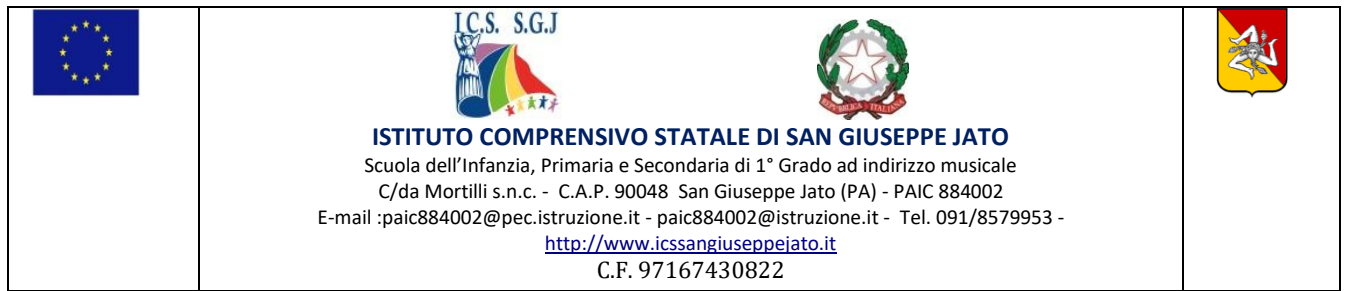 I.C.S. S.G.J
REPVBBLICA ITALIANA
ISTITUTO COMPRENSIVO STATALE DI SAN GIUSEPPE JATO
Scuola dell’Infanzia, Primaria e Secondaria di 1° Grado ad indirizzo musicale
C/da Mortilli s.n.c. - C.A.P. 90048 San Giuseppe Jato (PA) - PAIC 884002
E-mail :paic884002@pec.istruzione.it - paic884002@istruzione.it - Tel. 091/8579953 -
http://www.icssangiuseppejato.it
C.F. 97167430822